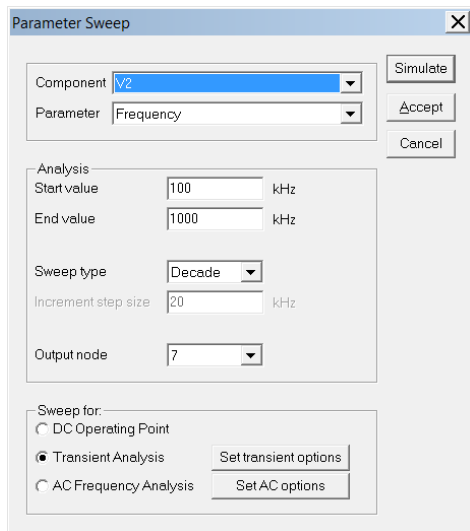 Parameter Sweep
Component V2
Simulate
Parameter Frequency
Accept
Cancel
Analysis
Start value 100 kHz
End value 1000 kHz
Sweep type Decade
Increment step size 20 kHz
Output node 7
Sweep for:
DC Operating Point
Transient Analysis Set transient options
AC Frequency Analysis Set AC options